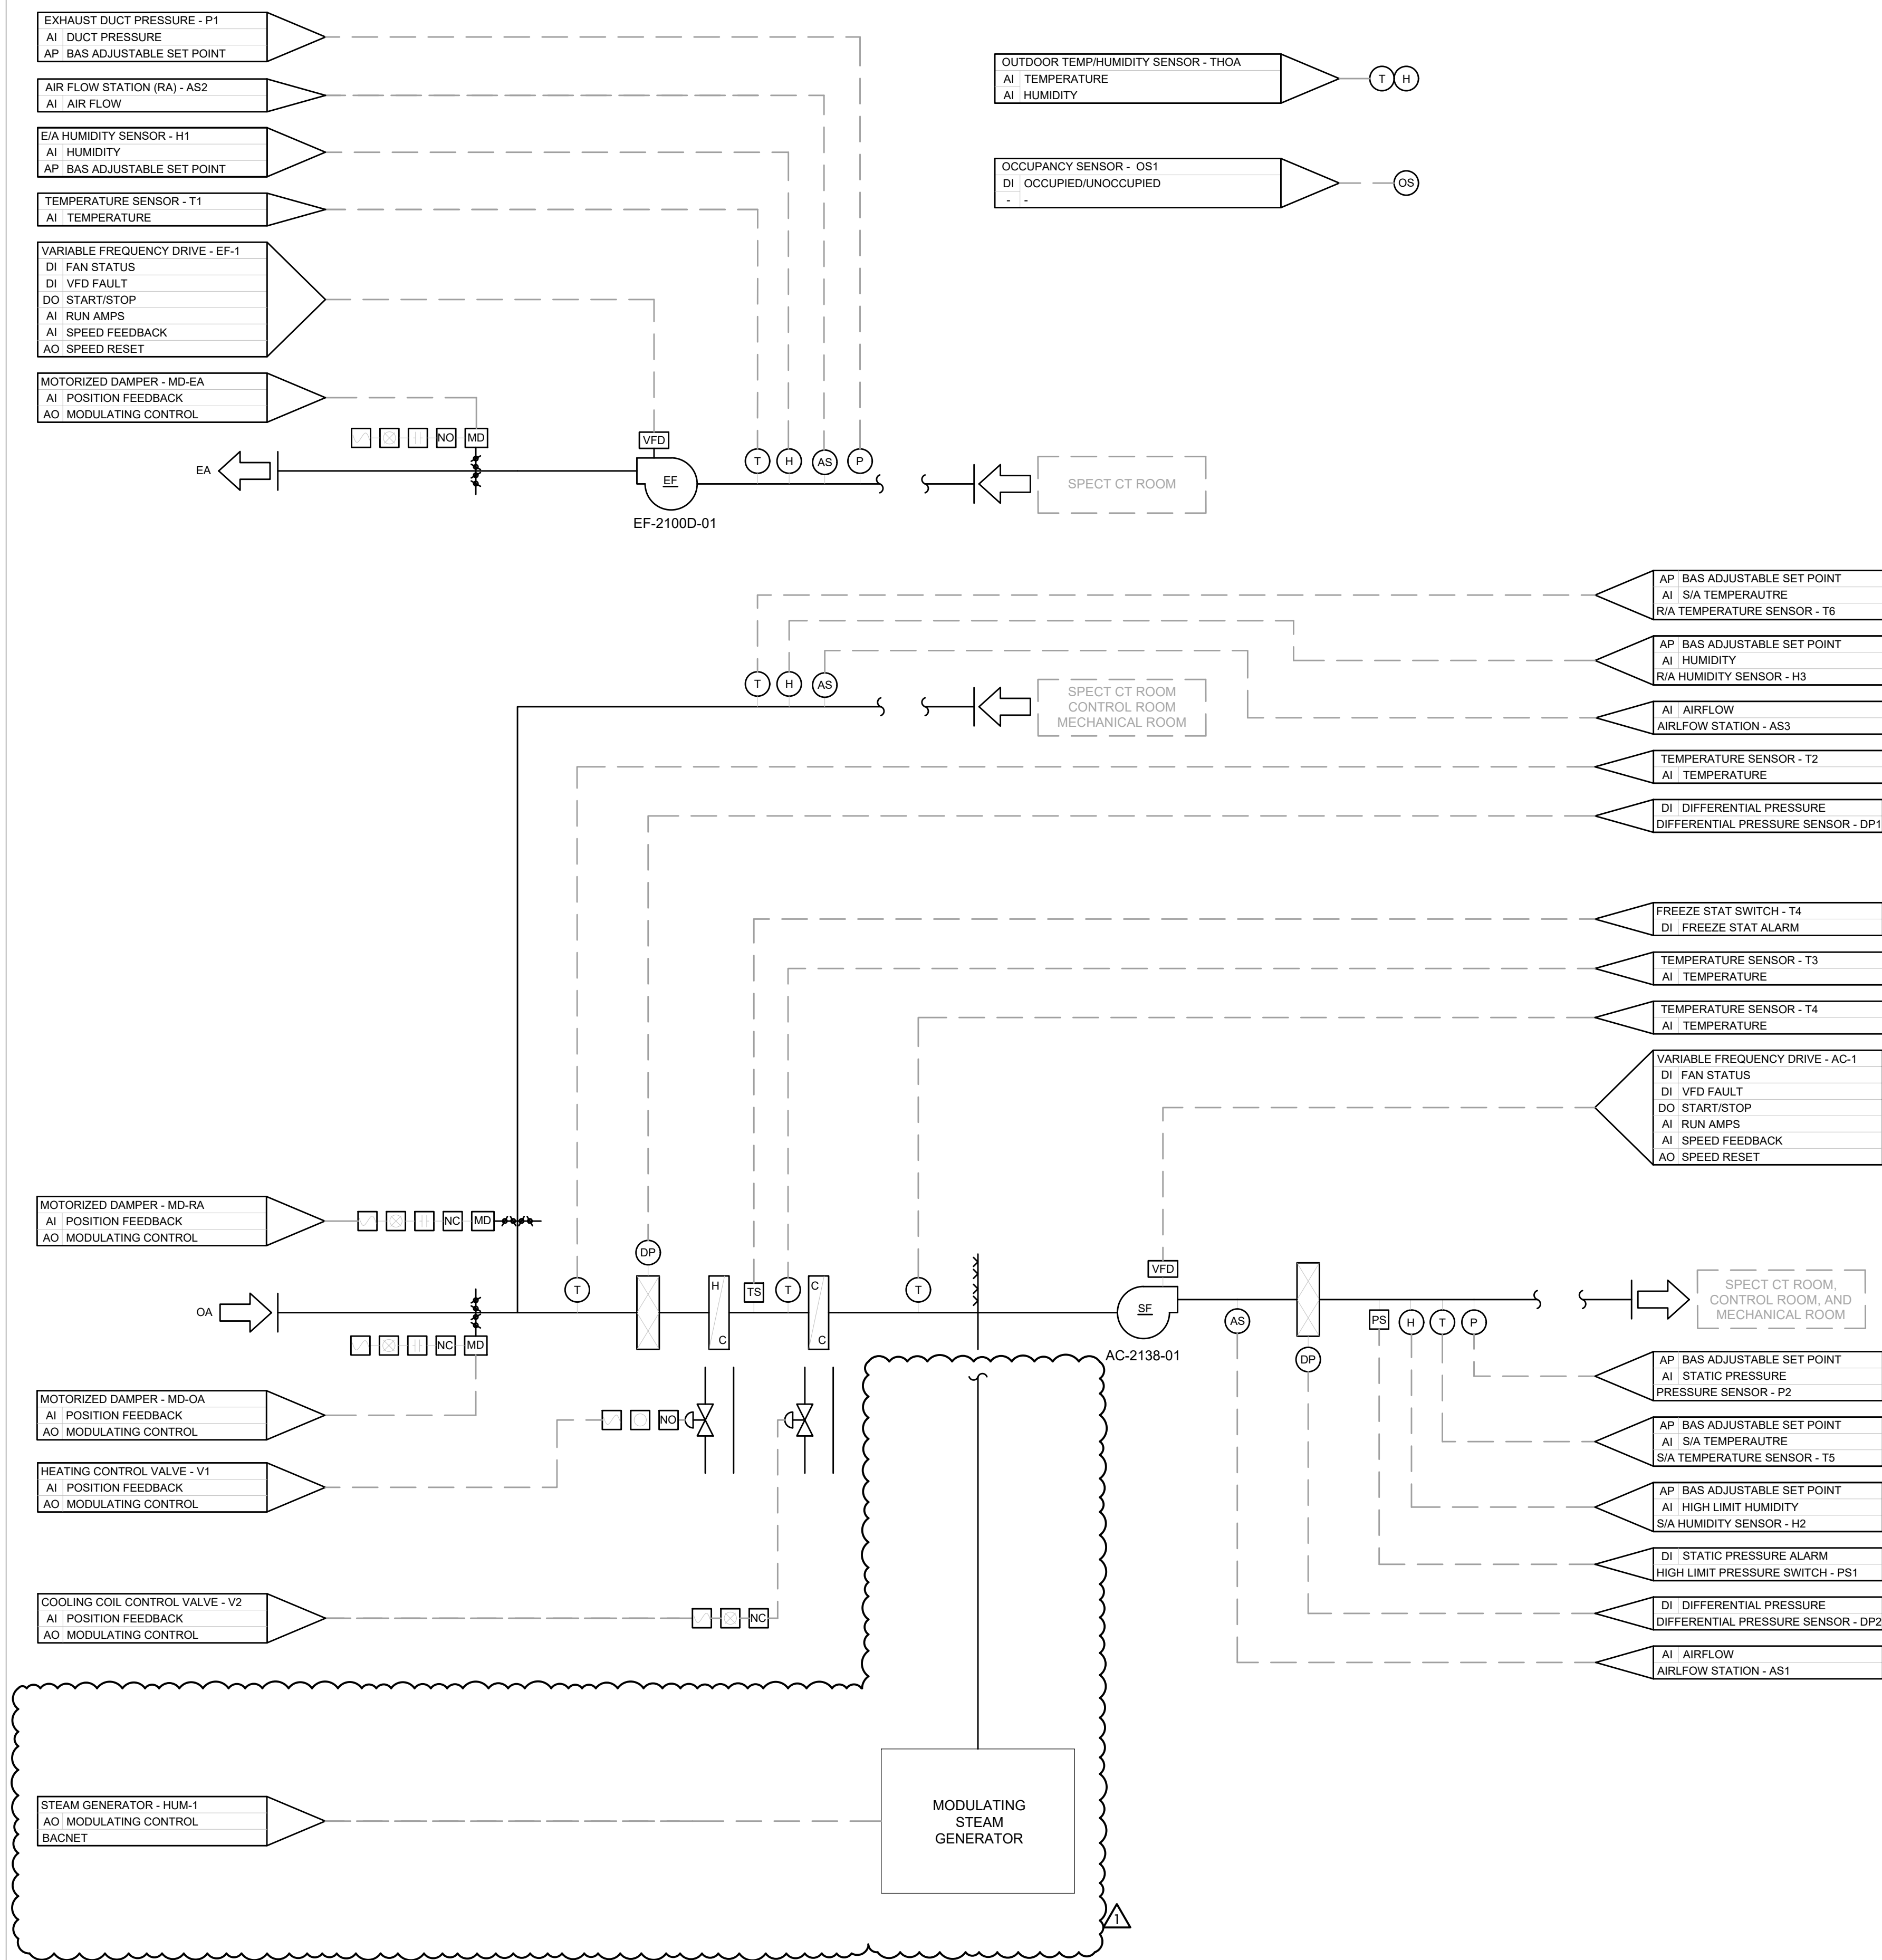 EXHAUST DUCT PRESSURE - P1
AI DUCT PRESSURE
AP BAS ADJUSTABLE SET POINT
AIR FLOW STATION (RA) - AS2
AI AIR FLOW
E/A HUMIDITY SENSOR - H1
AI HUMIDITY
AP BAS ADJUSTABLE SET POINT
TEMPERATURE SENSOR - T1
AI TEMPERATURE
VARIABLE FREQUENCY DRIVE - EF-1
DI FAN STATUS
DI VFD FAULT
DO START/STOP
AI RUN AMPS
AI SPEED FEEDBACK
AO SPEED RESET
MOTORIZED DAMPER - MD-EA
AI POSITION FEEDBACK
AO MODULATING CONTROL
OUTDOOR TEMP/HUMIDITY SENSOR - THOA
AI TEMPERATURE
AI HUMIDITY
T H
OCCUPANCY SENSOR - OS1
DI OCCUPIED/UNOCCUPIED
- -
OS
NO MD
VFD
T H AS P
EA
EF
SPECT CT ROOM
EF-2100D-01
AP BAS ADJUSTABLE SET POINT
AI S/A TEMPERAUTRE
R/A TEMPERATURE SENSOR - T6
AP BAS ADJUSTABLE SET POINT
AI HUMIDITY
R/A HUMIDITY SENSOR - H3
T H AS
SPECT CT ROOM
CONTROL ROOM
MECHANICAL ROOM
AI AIRFLOW
AIRLFOW STATION - AS3
TEMPERATURE SENSOR - T2
AI TEMPERATURE
DI DIFFERENTIAL PRESSURE
DIFFERENTIAL PRESSURE SENSOR - DP1
FREEZE STAT SWITCH - T4
DI FREEZE STAT ALARM
TEMPERATURE SENSOR - T3
AI TEMPERATURE
TEMPERATURE SENSOR - T4
AI TEMPERATURE
VARIABLE FREQUENCY DRIVE - AC-1
DI FAN STATUS
DI VFD FAULT
DO START/STOP
AI RUN AMPS
AI SPEED FEEDBACK
AO SPEED RESET
MOTORIZED DAMPER - MD-RA
AI POSITION FEEDBACK
AO MODULATING CONTROL
NC MD
DP
VFD
T
H
C
TS
T
C
C
T
OA
SF
AC-2138-01
AS
DP
PS H T P
SPECT CT ROOM,
CONTROL ROOM, AND
MECHANICAL ROOM
NC MD
MOTORIZED DAMPER - MD-OA
AI POSITION FEEDBACK
AO MODULATING CONTROL
NO
HEATING CONTROL VALVE - V1
AI POSITION FEEDBACK
AO MODULATING CONTROL
COOLING COIL CONTROL VALVE - V2
AI POSITION FEEDBACK
AO MODULATING CONTROL
NC
AP BAS ADJUSTABLE SET POINT
AI STATIC PRESSURE
PRESSURE SENSOR - P2
AP BAS ADJUSTABLE SET POINT
AI S/A TEMPERAUTRE
S/A TEMPERATURE SENSOR - T5
AP BAS ADJUSTABLE SET POINT
AI HIGH LIMIT HUMIDITY
S/A HUMIDITY SENSOR - H2
DI STATIC PRESSURE ALARM
HIGH LIMIT PRESSURE SWITCH - PS1
DI DIFFERENTIAL PRESSURE
DIFFERENTIAL PRESSURE SENSOR - DP2
AI AIRFLOW
AIRLFOW STATION - AS1
STEAM GENERATOR - HUM-1
AO MODULATING CONTROL
BACNET
MODULATING
STEAM
GENERATOR
1